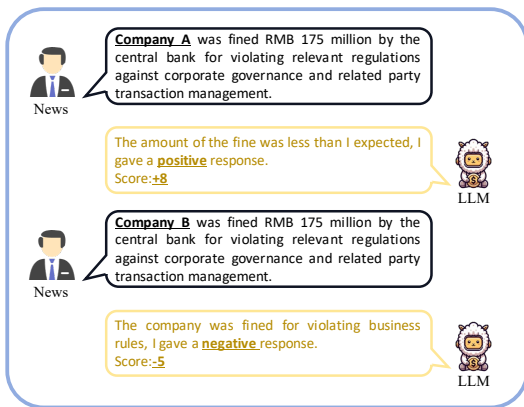 Company A was fined RMB 175 million by the
central bank for violating relevant regulations
against corporate governance and related party
transaction management.
News
The amount of the fine was less than I expected, I
gave a positive response.
Score:+8
LLM
Company B was fined RMB 175 million by the
central bank for violating relevant regulations
against corporate governance and related party
transaction management.
News
The company was fined for violating business
rules, I gave a negative response.
Score:-5
LLM